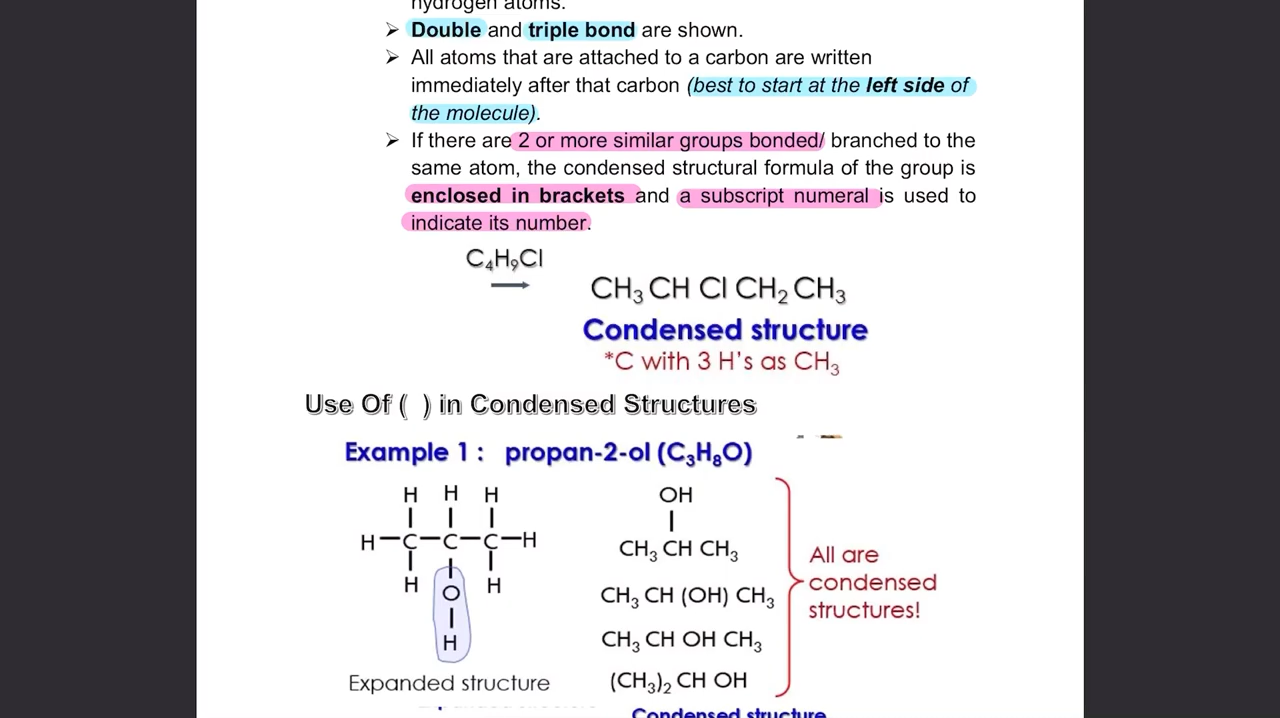 hydrogen atoms.
➢ Double and triple bond are shown.
➢ All atoms that are attached to a carbon are written
immediately after that carbon (best to start at the left side of
the molecule).
➢ If there are 2 or more similar groups bonded/ branched to the
same atom, the condensed structural formula of the group is
enclosed in brackets and a subscript numeral is used to
indicate its number.
C₄H₉Cl
CH₃ CH Cl CH₂ CH₃
Condensed structure
*C with 3 H's as CH₃
Use Of ( ) in Condensed Structures
Example 1 : propan-2-ol (C₃H₈O)
H H H
H C C C H
H O H
H
Expanded structure
OH
CH₃ CH CH₃
CH₃ CH (OH) CH₃
CH₃ CH OH CH₃
(CH₃)₂ CH OH
All are
condensed
structures!
Condensed structure